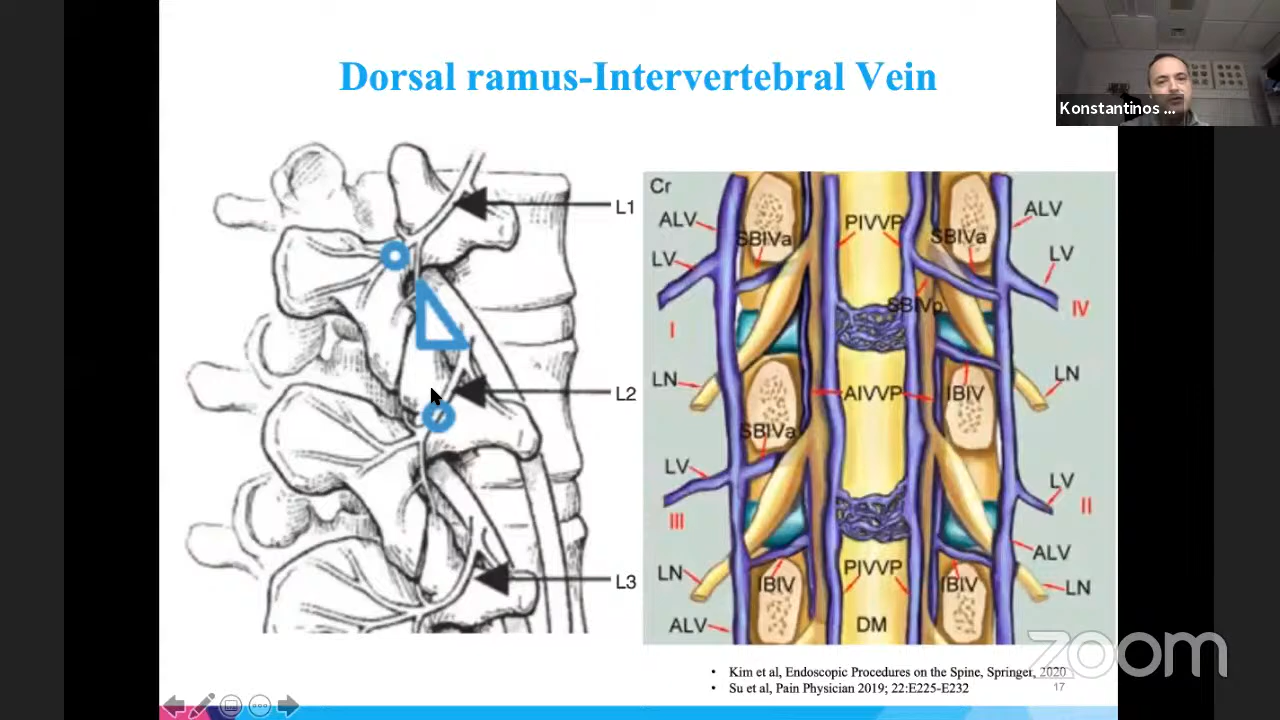 Dorsal ramus-Intervertebral Vein
Konstantinos ...
L1
L2
L3
Cr
ALV
SBIVa
LV
PIVVP
SBIVa
ALV
LV
SBIVp
I
IV
LN
AIVVP
IBIV
LN
SBIVa
LV
LV
III
II
LN
IBIV
PIVVP
IBIV
ALV
LN
ALV
DM
zoom
• Kim et al, Endoscopic Procedures on the Spine, Springer, 2020
• Su et al, Pain Physician 2019; 22:E225-E232
17